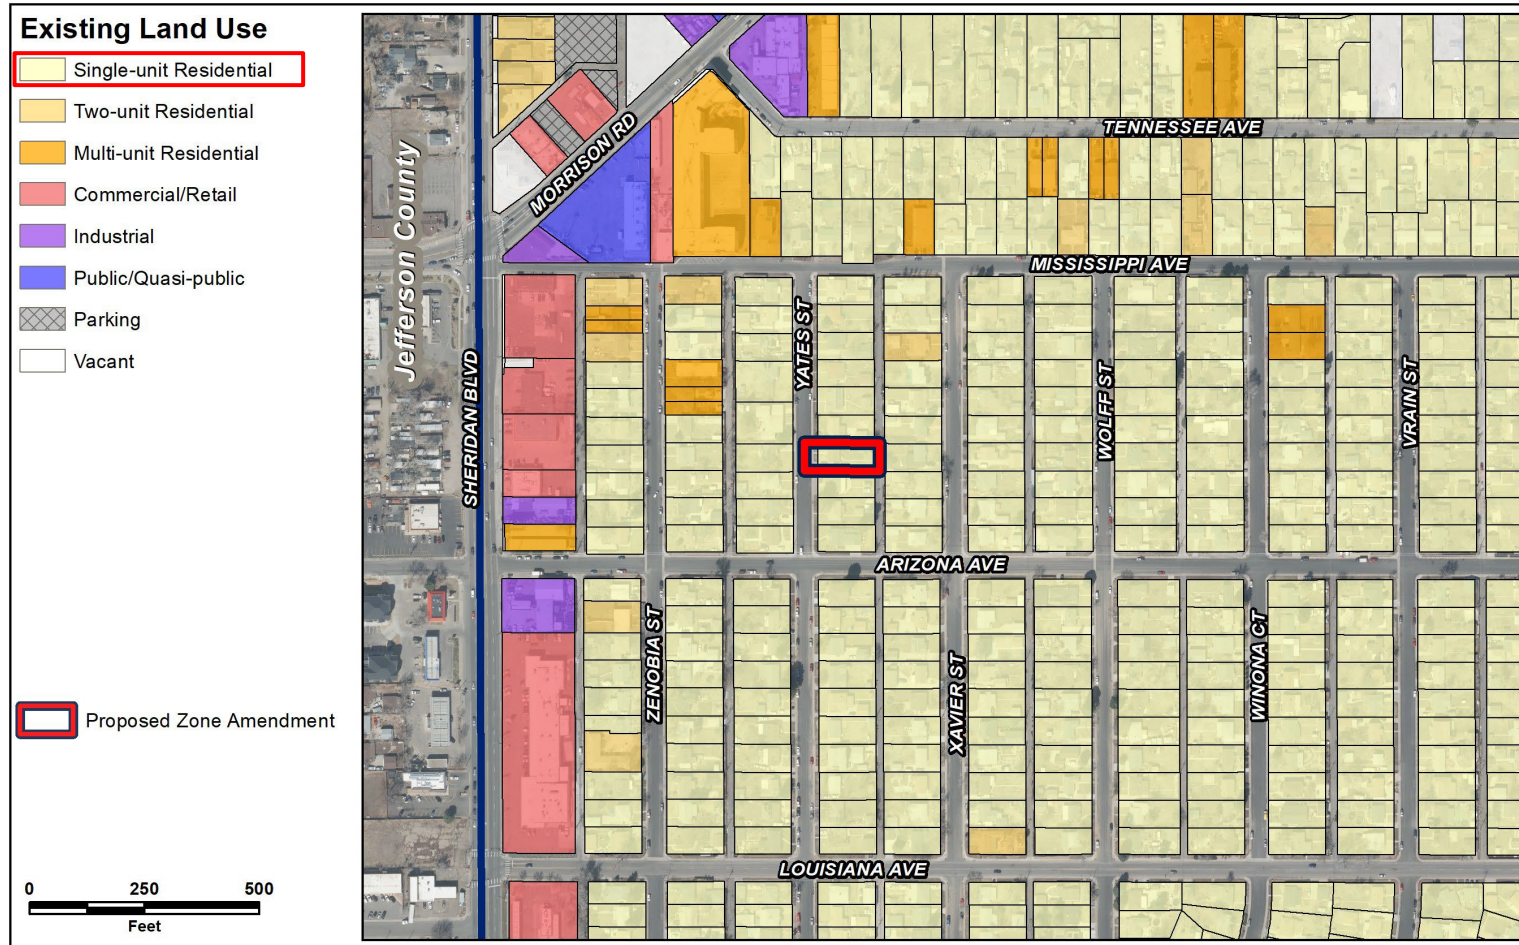 Existing Land Use
Single-unit Residential
Two-unit Residential
Multi-unit Residential
Commercial/Retail
Industrial
Public/Quasi-public
Parking
Vacant
Proposed Zone Amendment
0 250 500
Feet
Jefferson County
SHERIDAN BLVD
MORRISON RD
TENNESSEE AVE
MISSISSIPPI AVE
YATES ST
WOLFF ST
VRAIN ST
ARIZONA AVE
ZENOBIA ST
XAVIER ST
WINONA CT
LOUISIANA AVE